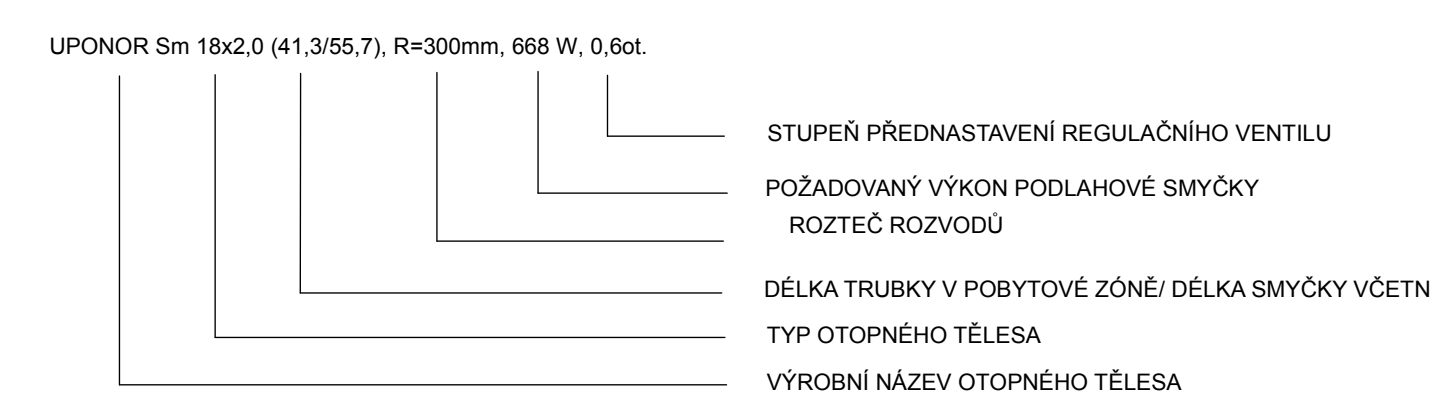 UPONOR Sm 18x2,0 (41,3/55,7), R=300mm, 668 W, 0,6ot.
STUPEŇ PŘEDNASTAVENÍ REGULAČNÍHO VENTILU
POŽADOVANÝ VÝKON PODLAHOVÉ SMYČKY
ROZTEČ ROZVODŮ
DÉLKA TRUBKY V POBYTOVÉ ZÓNĚ/ DÉLKA SMYČKY VČETN
TYP OTOPNÉHO TĚLESA
VÝROBNÍ NÁZEV OTOPNÉHO TĚLESA